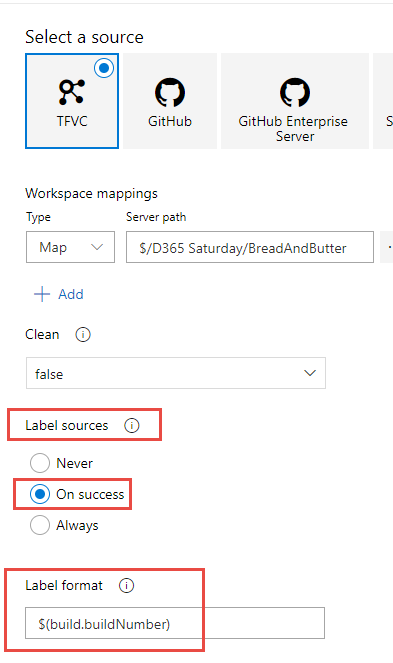 Select a source
TFVC
GitHub
GitHub Enterprise
Server
S
Workspace mappings
Type
Server path
Map
$/D365 Saturday/BreadAndButter
+ Add
Clean
false
Label sources
Never
On success
Always
Label format
$(build.buildNumber)